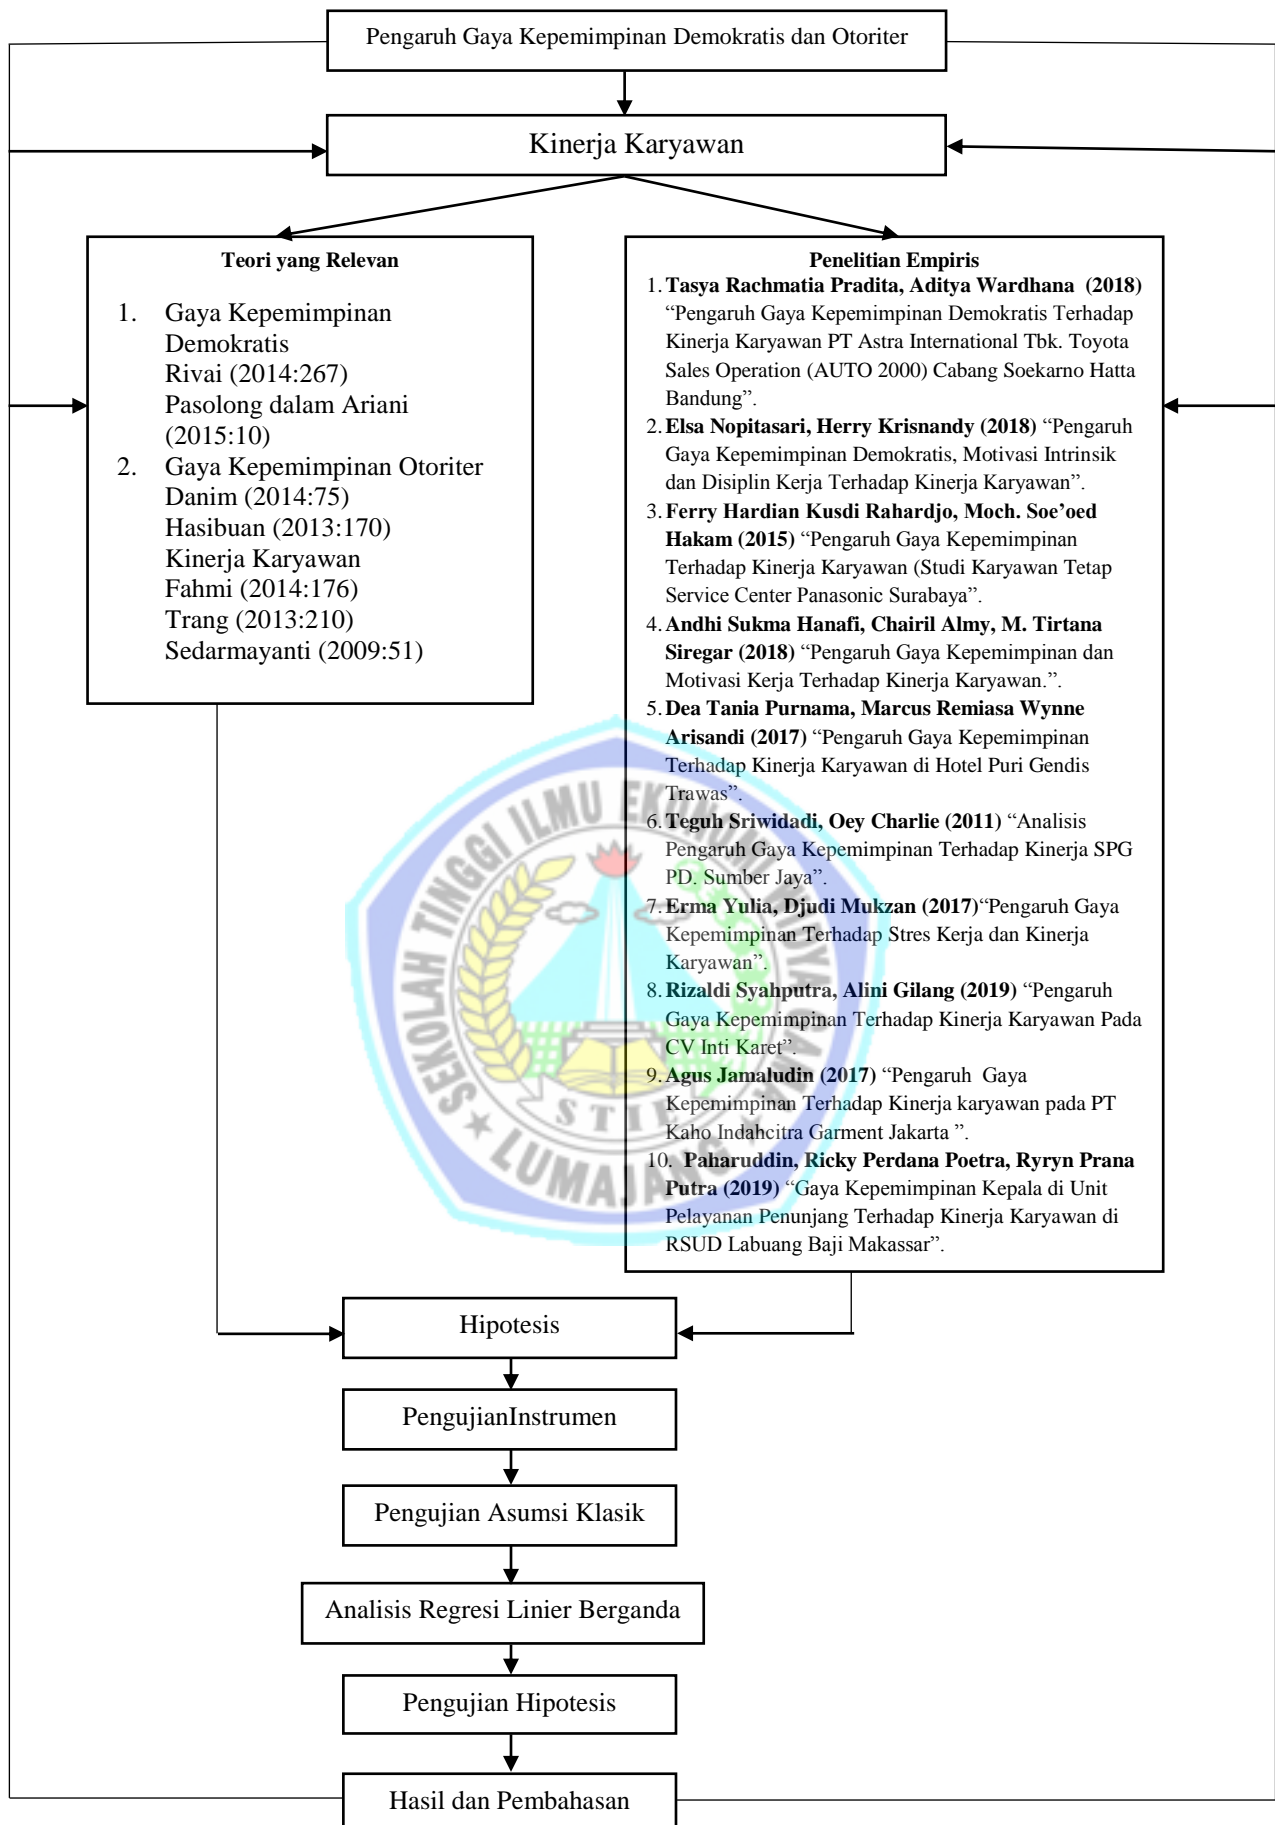 Pengaruh Gaya Kepemimpinan Demokratis dan Otoriter
Kinerja Karyawan
Teori yang Relevan
1. Gaya Kepemimpinan
Demokratis
Rivai (2014:267)
Pasolong dalam Ariani
(2015:10)
2. Gaya Kepemimpinan Otoriter
Danim (2014:75)
Hasibuan (2013:170)
Kinerja Karyawan
Fahmi (2014:176)
Trang (2013:210)
Sedarmayanti (2009:51)
Penelitian Empiris
1. Tasya Rachmatia Pradita, Aditya Wardhana (2018)
“Pengaruh Gaya Kepemimpinan Demokratis Terhadap
Kinerja Karyawan PT Astra International Tbk. Toyota
Sales Operation (AUTO 2000) Cabang Soekarno Hatta
Bandung”.
2. Elsa Nopitasari, Herry Krisnandy (2018) “Pengaruh
Gaya Kepemimpinan Demokratis, Motivasi Intrinsik
dan Disiplin Kerja Terhadap Kinerja Karyawan”.
3. Ferry Hardian Kusdi Rahardjo, Moch. Soe’oed
Hakam (2015) “Pengaruh Gaya Kepemimpinan
Terhadap Kinerja Karyawan (Studi Karyawan Tetap
Service Center Panasonic Surabaya”.
4. Andhi Sukma Hanafi, Chairil Almy, M. Tirtana
Siregar (2018) “Pengaruh Gaya Kepemimpinan dan
Motivasi Kerja Terhadap Kinerja Karyawan.”.
5. Dea Tania Purnama, Marcus Remiasa Wynne
Arisandi (2017) “Pengaruh Gaya Kepemimpinan
Terhadap Kinerja Karyawan di Hotel Puri Gendis
Trawas”.
6. Teguh Sriwidadi, Oey Charlie (2011) “Analisis
Pengaruh Gaya Kepemimpinan Terhadap Kinerja SPG
PD. Sumber Jaya”.
7. Erma Yulia, Djudi Mukzan (2017)“Pengaruh Gaya
Kepemimpinan Terhadap Stres Kerja dan Kinerja
Karyawan”.
8. Rizaldi Syahputra, Alini Gilang (2019) “Pengaruh
Gaya Kepemimpinan Terhadap Kinerja Karyawan Pada
CV Inti Karet”.
9. Agus Jamaludin (2017) “Pengaruh Gaya
Kepemimpinan Terhadap Kinerja karyawan pada PT
Kaho Indahcitra Garment Jakarta ”.
10. Paharuddin, Ricky Perdana Poetra, Ryryn Prana
Putra (2019) “Gaya Kepemimpinan Kepala di Unit
Pelayanan Penunjang Terhadap Kinerja Karyawan di
RSUD Labuang Baji Makassar”.
SEKOLAH TINGGI ILMU EKONOMI WIDYA GAMA
STIE
LUMAJANG
Hipotesis
PengujianInstrumen
Pengujian Asumsi Klasik
Analisis Regresi Linier Berganda
Pengujian Hipotesis
Hasil dan Pembahasan